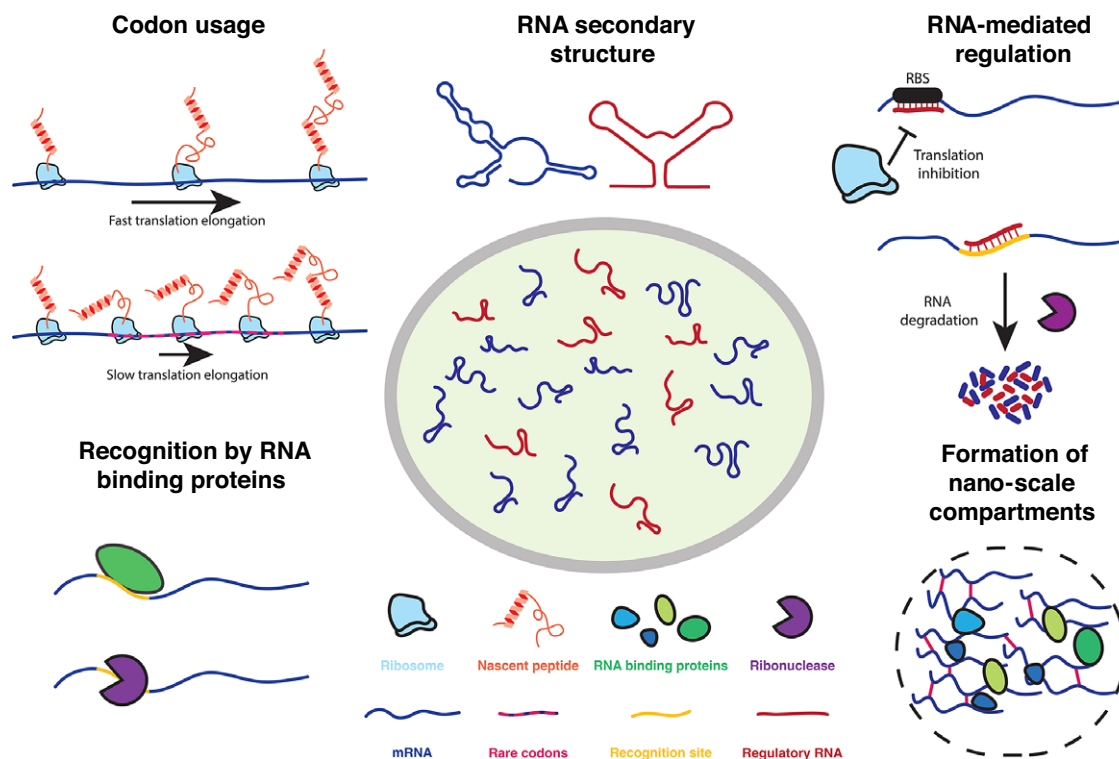 Codon usage
Fast translation elongation
Slow translation elongation
RNA secondary
structure
RNA-mediated
regulation
RBS
Translation
inhibition
RNA
degradation
Recognition by RNA
binding proteins
Formation of
nano-scale
compartments
Ribosome
Nascent peptide
RNA binding proteins
Ribonuclease
mRNA
Rare codons
Recognition site
Regulatory RNA